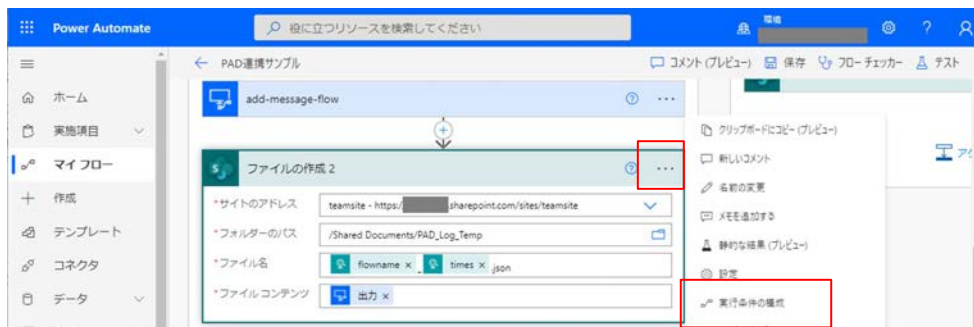 Power Automate
役に立つリソースを検索してください
環境
PAD連携サンプル
コメント (プレビュー)
保存
フロー チェッカー
テスト
ホーム
実施項目
マイ フロー
作成
テンプレート
コネクタ
データ
add-message-flow
ファイルの作成 2
*サイトのアドレス
teamsite - https:/ sharepoint.com/sites/teamsite
*フォルダーのパス
/Shared Documents/PAD_Log_Temp
*ファイル名
flowname × _ times × .json
*ファイル コンテンツ
出力 ×
クリップボードにコピー (プレビュー)
新しいコメント
名前の変更
メモを追加する
静的な結果 (プレビュー)
設定
実行条件の構成